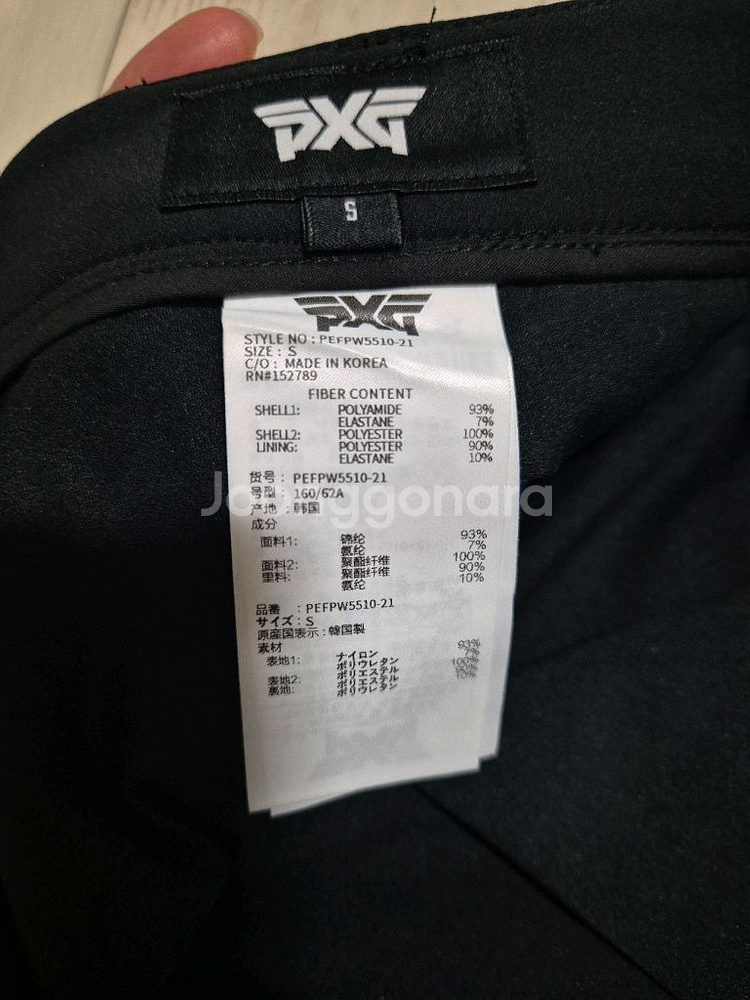 PXG
S
PXG
STYLE NO : PEFPW5510-21
SIZE : S
C/O : MADE IN KOREA
RN#152789
FIBER CONTENT
SHELL1: POLYAMIDE 93%
ELASTANE 7%
SHELL2: POLYESTER 100%
LINING: POLYESTER 90%
ELASTANE 10%
货号 : PEFPW5510-21
号型 : 160/62A
产地 : 韩国
Joonggonara
成分
面料1: 锦纶 93%
氨纶 7%
面料2: 聚酯纤维 100%
里料: 聚酯纤维 90%
氨纶 10%
品番 : PEFPW5510-21
サイズ : S
原産国表示 : 韓国製
素材
表地1: ナイロン 93%
ポリウレタン 7%
表地2: ポリエステル 100%
裏地: ポリエステル 90%
ポリウレタン 10%